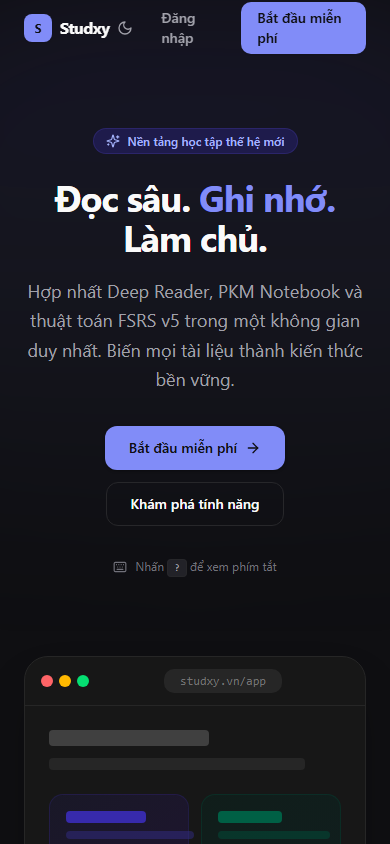 S Studxy
Đăng
nhập
Bắt đầu miễn
phí
Nền tảng học tập thế hệ mới
Đọc sâu. Ghi nhớ.
Làm chủ.
Hợp nhất Deep Reader, PKM Notebook và
thuật toán FSRS v5 trong một không gian
duy nhất. Biến mọi tài liệu thành kiến thức
bền vững.
Bắt đầu miễn phí →
Khám phá tính năng
Nhấn ? để xem phím tắt
studxy.vn/app